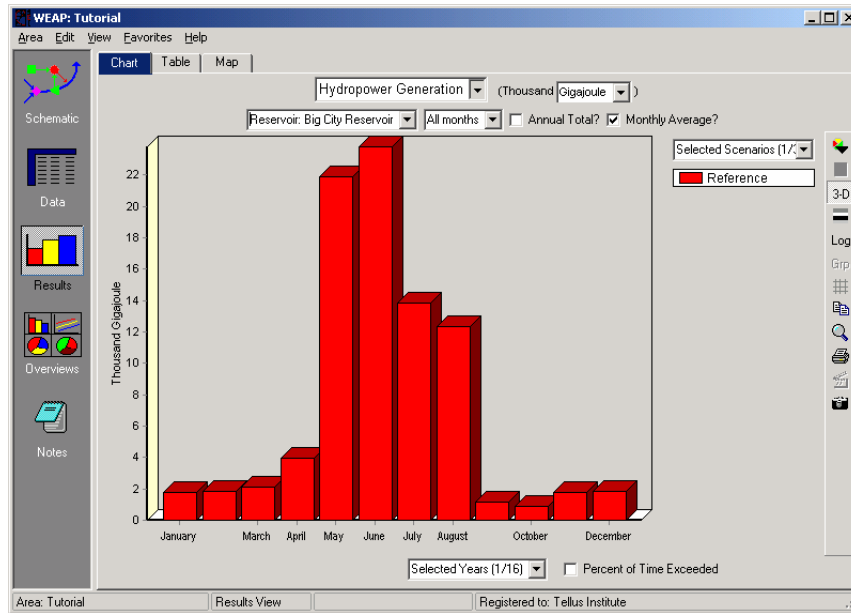 WEAP: Tutorial
Area Edit View Favorites Help
Chart Table Map
Hydropower Generation (Thousand Gigajoule )
Reservoir: Big City Reservoir All months Annual Total? Monthly Average?
Selected Scenarios (1/3
Reference
Schematic
Data
Results
Overviews
Notes
3-D
Log
Grp
Thousand Gigajoule
22
20
18
16
14
12
10
8
6
4
2
0
January March April May June July August October December
Selected Years (1/16) Percent of Time Exceeded
Area: Tutorial Results View Registered to: Tellus Institute